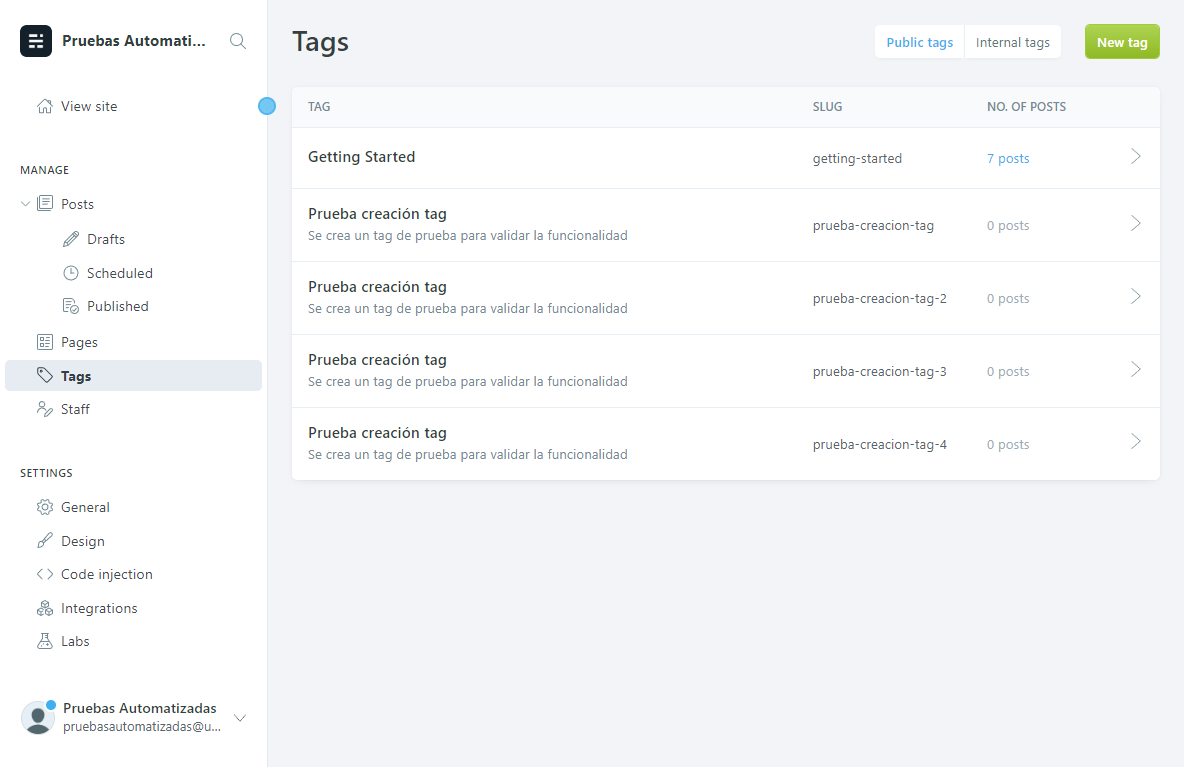 Pruebas Automati...
View site
MANAGE
Posts
Drafts
Scheduled
Published
Pages
Tags
Staff
SETTINGS
General
Design
Code injection
Integrations
Labs
Pruebas Automatizadas
pruebasautomatizadas@u...
Tags
Public tags Internal tags New tag
TAG SLUG NO. OF POSTS
Getting Started getting-started 7 posts
Prueba creación tag
Se crea un tag de prueba para validar la funcionalidad prueba-creacion-tag 0 posts
Prueba creación tag
Se crea un tag de prueba para validar la funcionalidad prueba-creacion-tag-2 0 posts
Prueba creación tag
Se crea un tag de prueba para validar la funcionalidad prueba-creacion-tag-3 0 posts
Prueba creación tag
Se crea un tag de prueba para validar la funcionalidad prueba-creacion-tag-4 0 posts